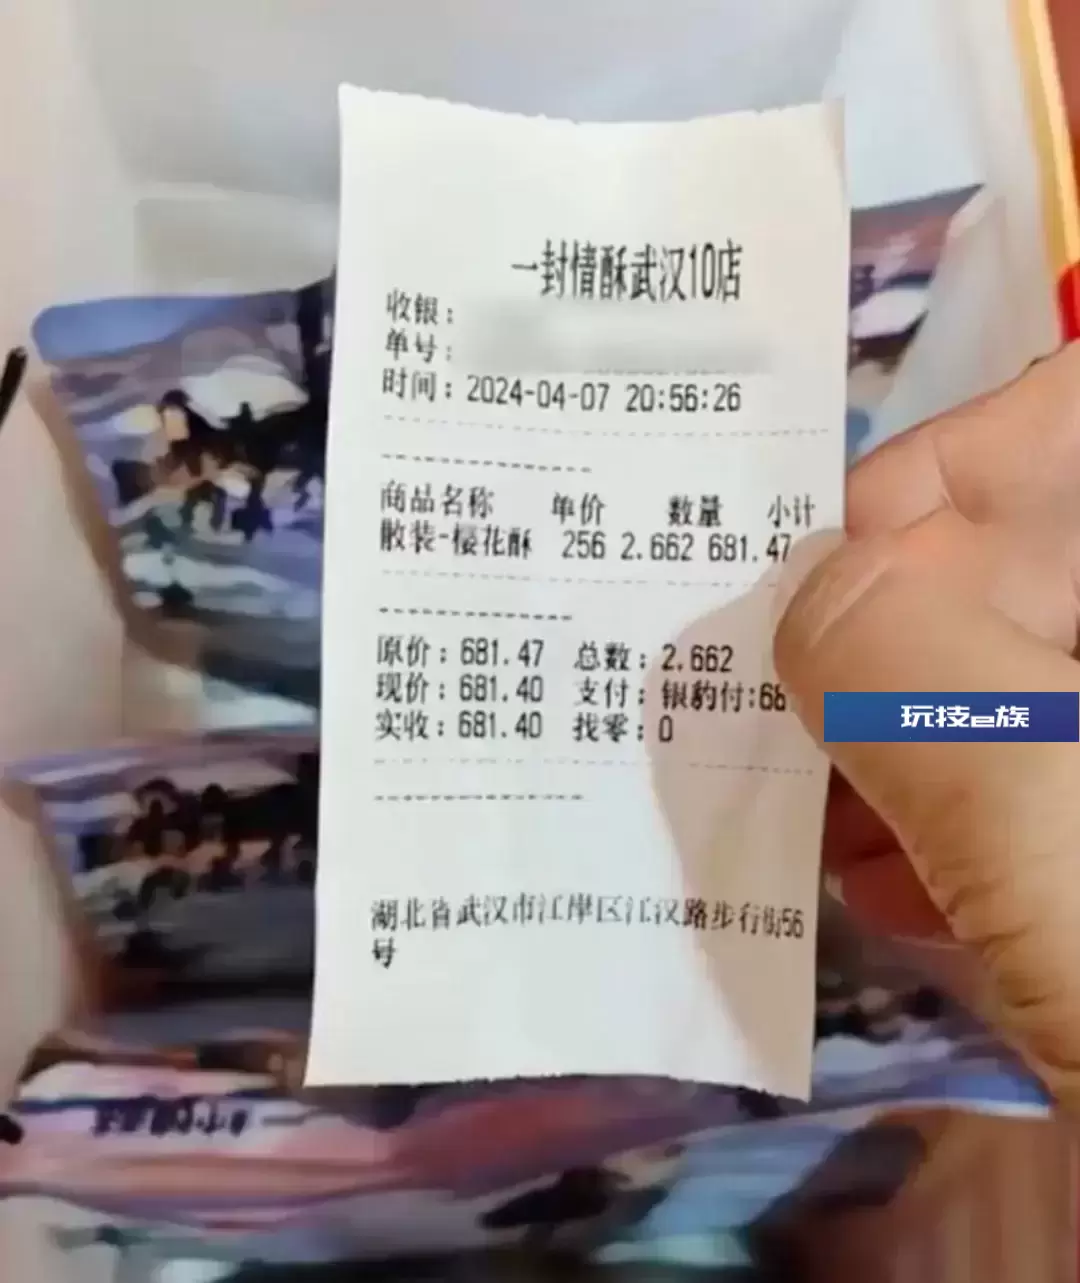 一封情酥武汉10店
收银：
单号：
时间：2024-04-07 20:56:26
商品名称 单价 数量 小计
散装-樱花酥 256 2.662 681.47
原价：681.47 总数：2.662
现价：681.40 支付：银豹付:68
实收：681.40 找零：0
湖北省武汉市江岸区江汉路步行街56
号
玩技e族